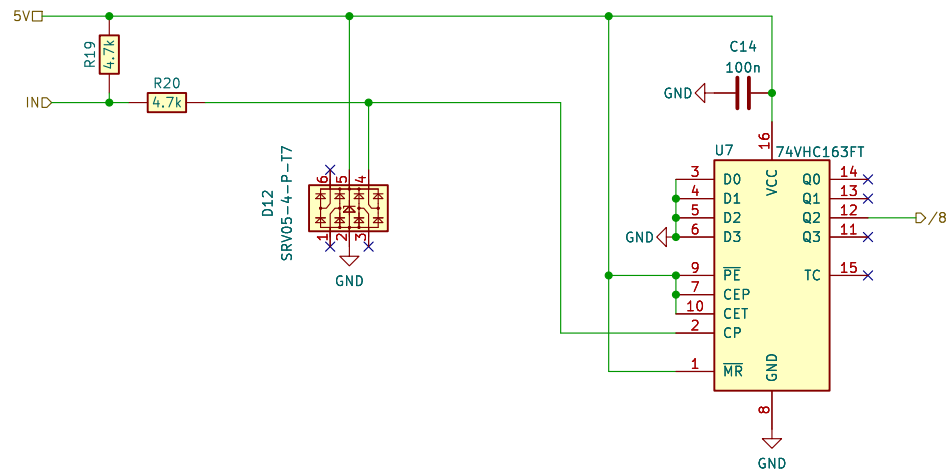 5V
R19
4.7k
IN
R20
4.7k
D12
SRV05-4-P-T7
6
5
4
1
2
3
GND
C14
100n
GND
U7
74VHC163FT
16
VCC
3
D0
Q0
14
4
D1
Q1
13
5
D2
Q2
12
/8
GND
6
D3
Q3
11
9
PE
TC
15
7
CEP
10
CET
2
CP
1
MR
GND
8
GND